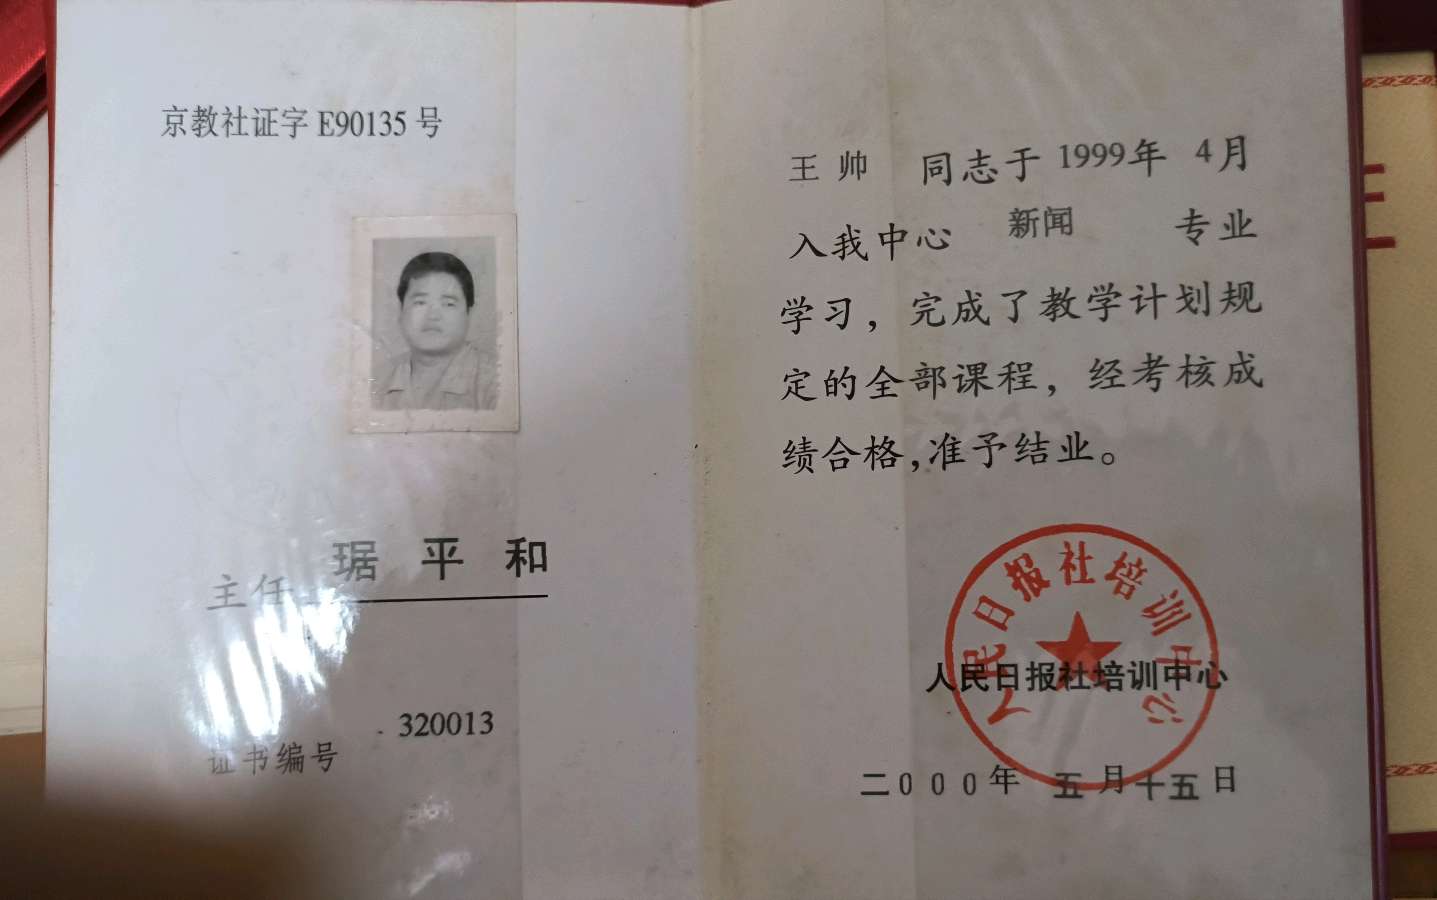 京教社证字 E90135 号
主任 琚平和
证书编号 320013
王帅 同志于 1999年 4月
入我中心 新闻 专业
学习，完成了教学计划规
定的全部课程，经考核成
绩合格,准予结业。
人民日报社培训中心
人民日报社培训中心
二000年 五月十五日